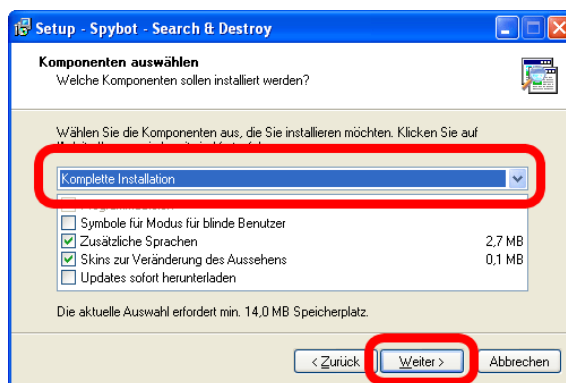 Setup - Spybot - Search & Destroy
Komponenten auswählen
Welche Komponenten sollen installiert werden?
Wählen Sie die Komponenten aus, die Sie installieren möchten. Klicken Sie auf
Komplette Installation
Symbole für Modus für blinde Benutzer
Zusätzliche Sprachen 2,7 MB
Skins zur Veränderung des Aussehens 0,1 MB
Updates sofort herunterladen
Die aktuelle Auswahl erfordert min. 14,0 MB Speicherplatz.
< Zurück Weiter > Abbrechen